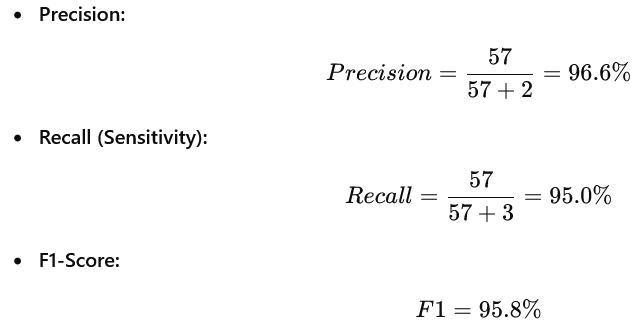 • Precision:
Precision = 57 / (57 + 2) = 96.6%
• Recall (Sensitivity):
Recall = 57 / (57 + 3) = 95.0%
• F1-Score:
F1 = 95.8%